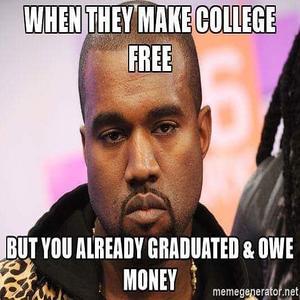 WHEN THEY MAKE COLLEGE
FREE
BUT YOU ALREADY GRADUATED & OWE
MONEY
memegenerator.net